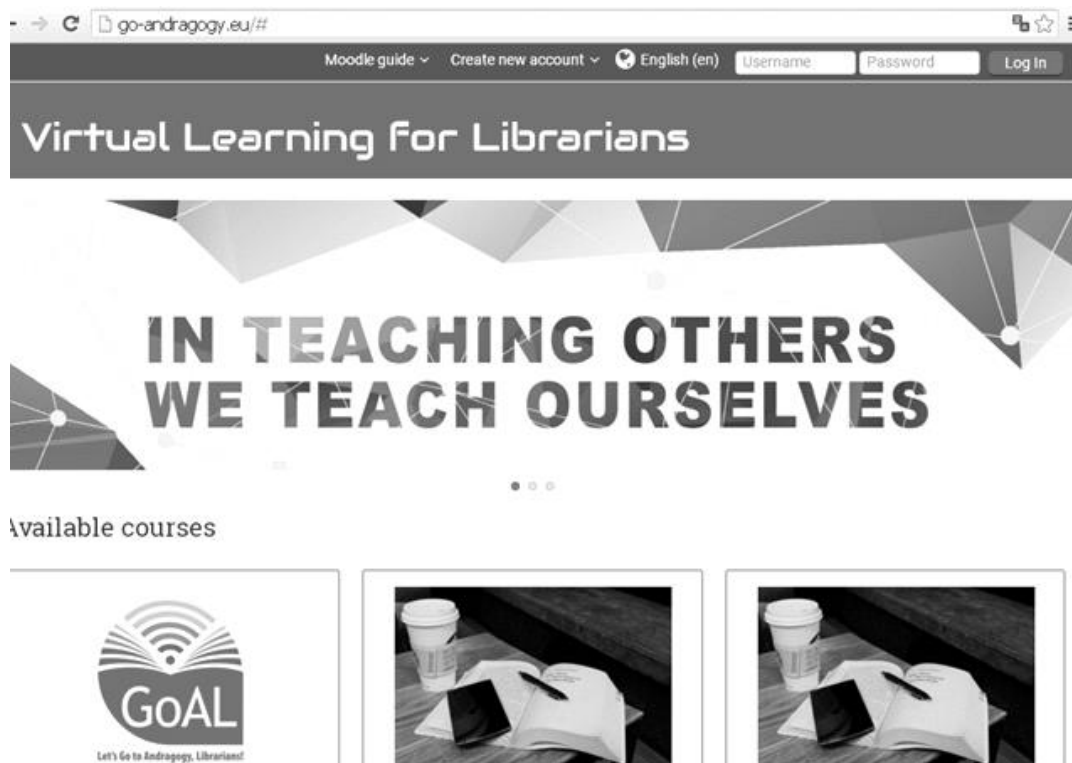 go-andragogy.eu/#
Moodle guide Create new account English (en) Username Password Log In
Virtual Learning for Librarians
IN TEACHING OTHERS
WE TEACH OURSELVES
Available courses
GoAL
Let's Go to Andragogy, Librarians!